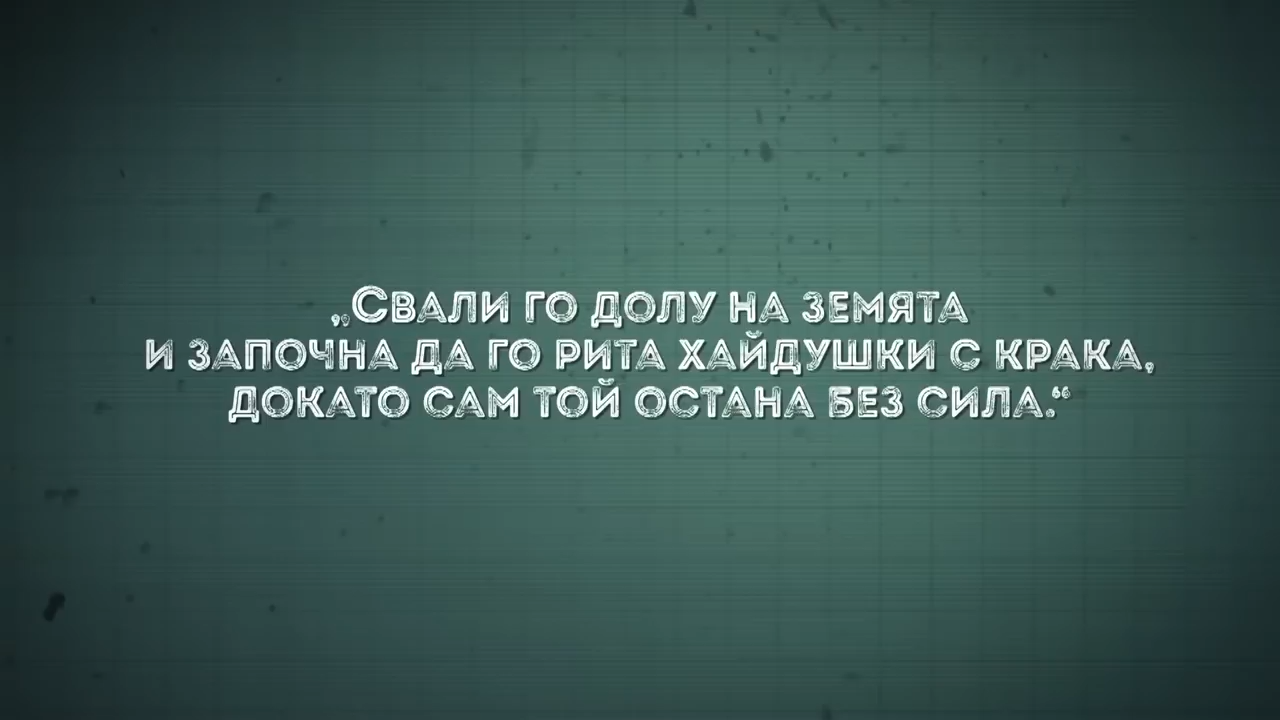 „Свали го долу на земята
и започна да го рита хайдушки с крака,
докато сам той остана без сила.“